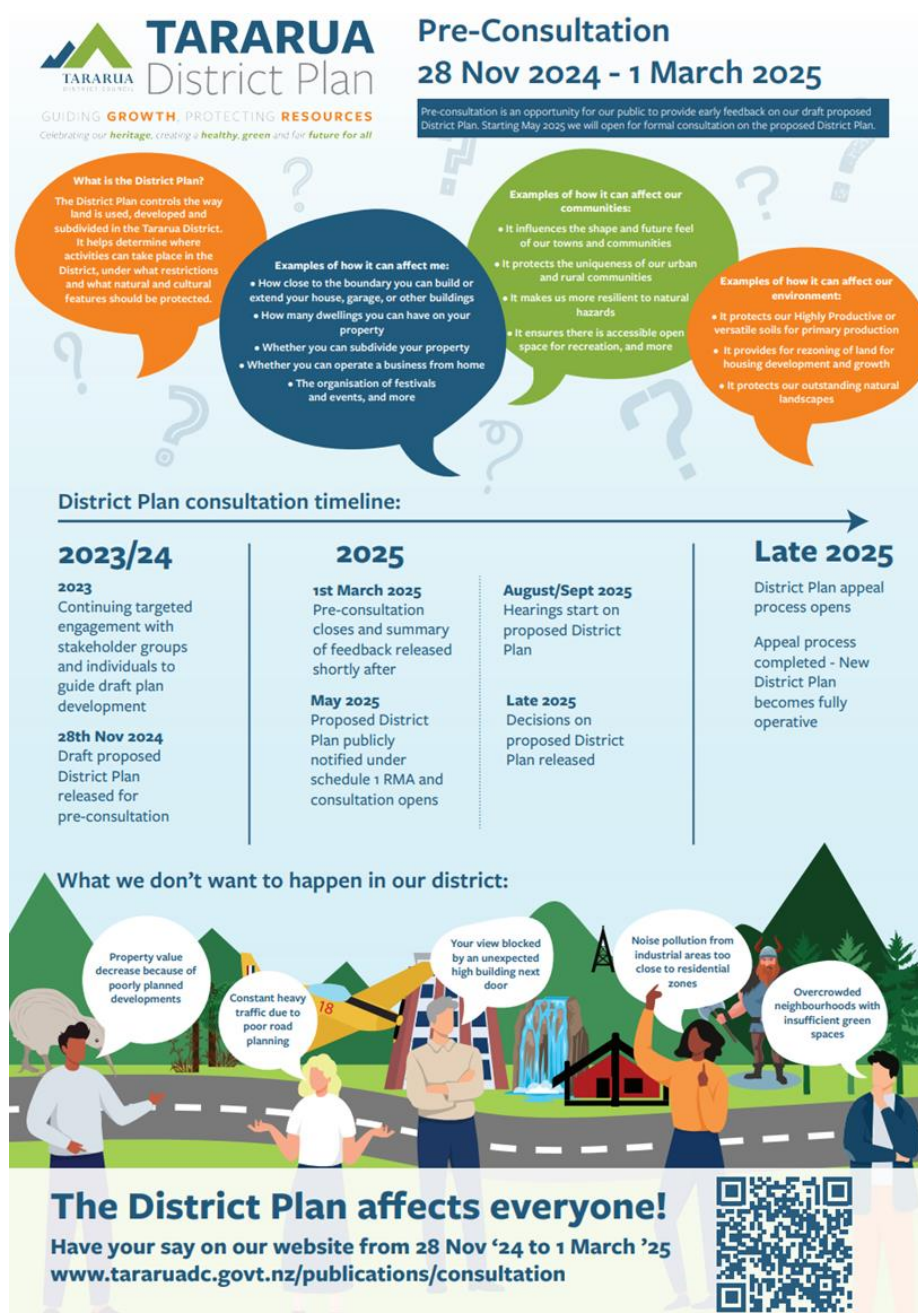 TARARUA
DISTRICT COUNCIL
TARARUA
District Plan
GUIDING GROWTH, PROTECTING RESOURCES
Celebrating our heritage, creating a healthy, green and fair future for all
Pre-Consultation
28 Nov 2024 - 1 March 2025
Pre-consultation is an opportunity for our public to provide early feedback on our draft proposed
District Plan. Starting May 2025 we will open for formal consultation on the proposed District Plan.
What is the District Plan?
The District Plan controls the way
land is used, developed and
subdivided in the Tararua District.
It helps determine where
activities can take place in the
District, under what restrictions
and what natural and cultural
features should be protected.
Examples of how it can affect me:
• How close to the boundary you can build or
extend your house, garage, or other buildings
• How many dwellings you can have on your
property
• Whether you can subdivide your property
• Whether you can operate a business from home
• The organisation of festivals
and events, and more
Examples of how it can affect our
communities:
• It influences the shape and future feel
of our towns and communities
• It protects the uniqueness of our urban
and rural communities
• It makes us more resilient to natural
hazards
• It ensures there is accessible open
space for recreation, and more
Examples of how it can affect our
environment:
• It protects our Highly Productive or
versatile soils for primary production
• It provides for rezoning of land for
housing development and growth
• It protects our outstanding natural
landscapes
District Plan consultation timeline:
2023/24
2023
Continuing targeted
engagement with
stakeholder groups
and individuals to
guide draft plan
development
28th Nov 2024
Draft proposed
District Plan
released for
pre-consultation
2025
1st March 2025
Pre-consultation
closes and summary
of feedback released
shortly after
May 2025
Proposed District
Plan publicly
notified under
schedule 1 RMA and
consultation opens
August/Sept 2025
Hearings start on
proposed District
Plan
Late 2025
Decisions on
proposed District
Plan released
Late 2025
District Plan appeal
process opens
Appeal process
completed - New
District Plan
becomes fully
operative
What we don't want to happen in our district:
Property value
decrease because of
poorly planned
developments
Constant heavy
traffic due to
poor road
planning
18
Your view blocked
by an unexpected
high building next
door
Noise pollution from
industrial areas too
close to residential
zones
Overcrowded
neighbourhoods with
insufficient green
spaces
The District Plan affects everyone!
Have your say on our website from 28 Nov '24 to 1 March '25
www.tararuadc.govt.nz/publications/consultation